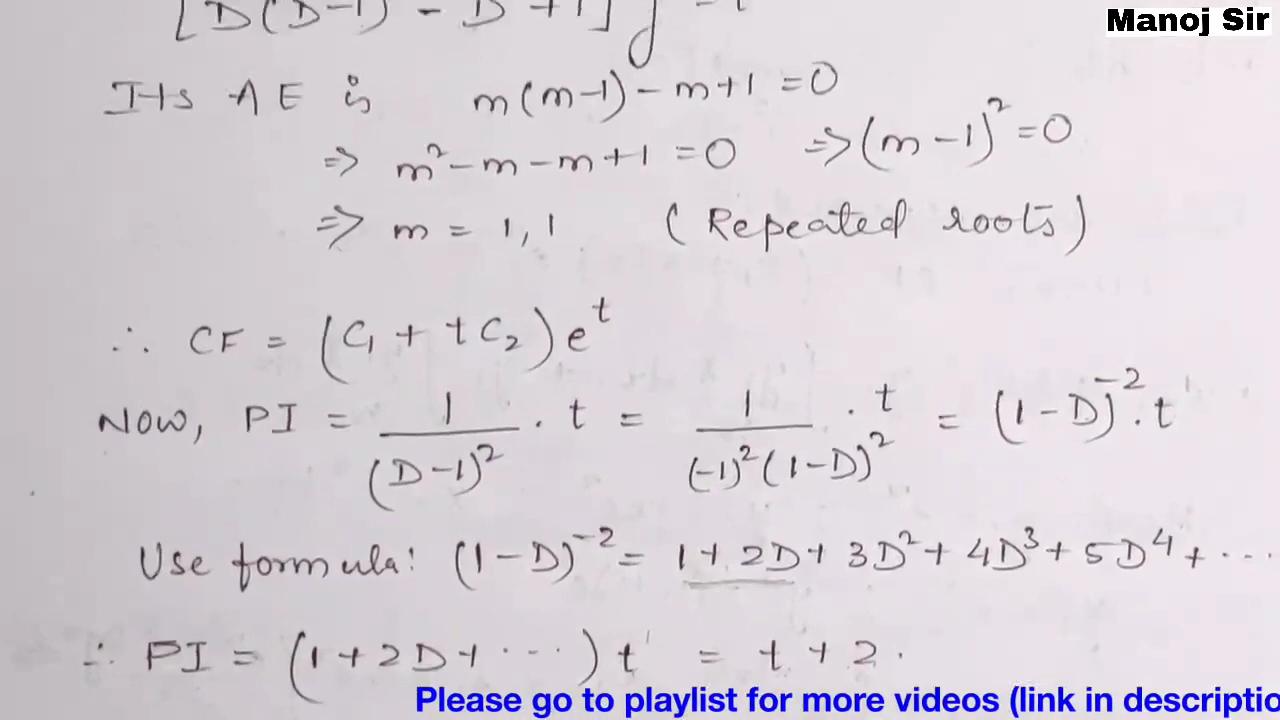 Manoj Sir
[D(D-1) - D + 1] y = t
Its AE is m(m-1) - m+1 = 0
⇒ m² - m - m + 1 = 0 ⇒ (m-1)² = 0
⇒ m = 1, 1 (Repeated roots)
∴ CF = (C₁ + tC₂) e^t
Now, PI = 1/(D-1)² · t = 1/((-1)²(1-D)²) · t = (1-D)⁻² · t
Use formula: (1-D)⁻² = 1 + 2D + 3D² + 4D³ + 5D⁴ + ...
∴ PI = (1 + 2D + ...) t = t + 2.
Please go to playlist for more videos (link in descriptio